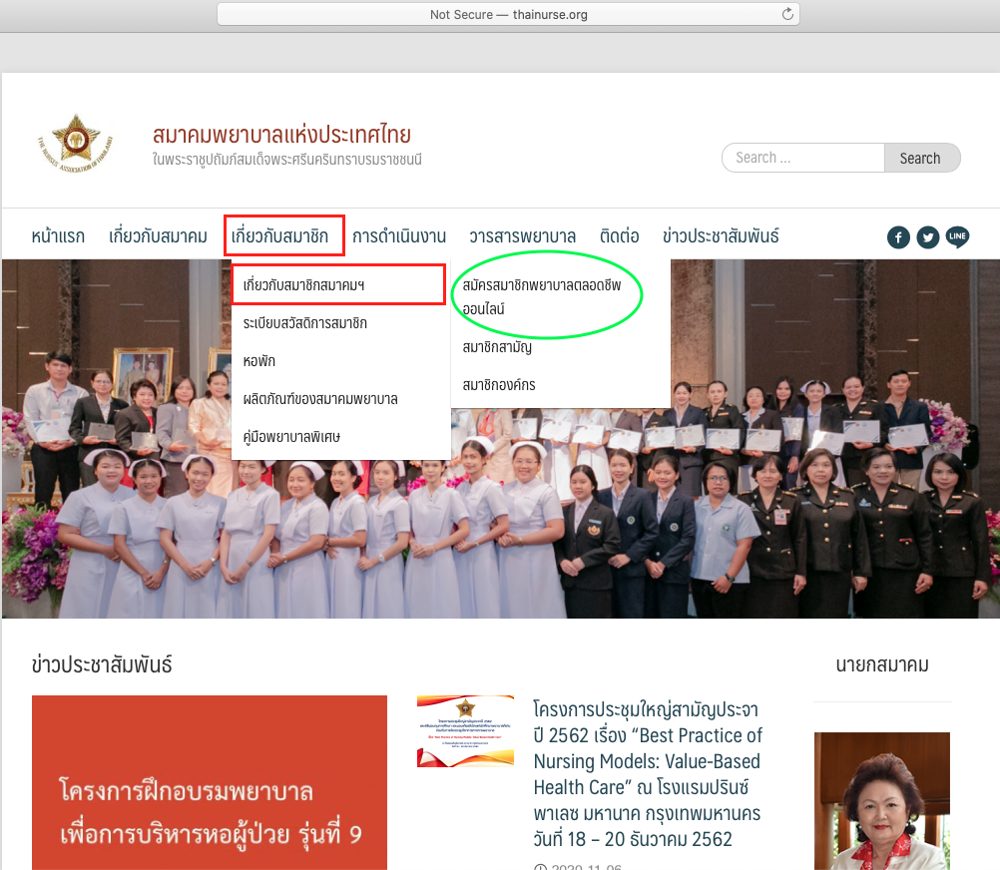 Not Secure — thainurse.org
THE NURSES' ASSOCIATION OF THAILAND
สมาคมพยาบาลแห่งประเทศไทย
ในพระราชูปถัมภ์สมเด็จพระศรีนครินทราบรมราชชนนี
Search ...
Search
หน้าแรก เกี่ยวกับสมาคม เกี่ยวกับสมาชิก การดำเนินงาน วารสารพยาบาล ติดต่อ ข่าวประชาสัมพันธ์
LINE
เกี่ยวกับสมาชิกสมาคมฯ
ระเบียบสวัสดิการสมาชิก
หอพัก
ผลิตภัณฑ์ของสมาคมพยาบาล
คู่มือพยาบาลพิเศษ
สมัครสมาชิกพยาบาลตลอดชีพ
ออนไลน์
สมาชิกสามัญ
สมาชิกองค์กร
ข่าวประชาสัมพันธ์
โครงการฝึกอบรมพยาบาล
เพื่อการบริหารหอผู้ป่วย รุ่นที่ 9
โครงการประชุมใหญ่สามัญประจำ
ปี 2562 เรื่อง “Best Practice of
Nursing Models: Value-Based
Health Care” ณ โรงแรมปรินซ์
พาเลซ มหานาค กรุงเทพมหานคร
วันที่ 18 – 20 ธันวาคม 2562
2020-11-06
นายกสมาคม